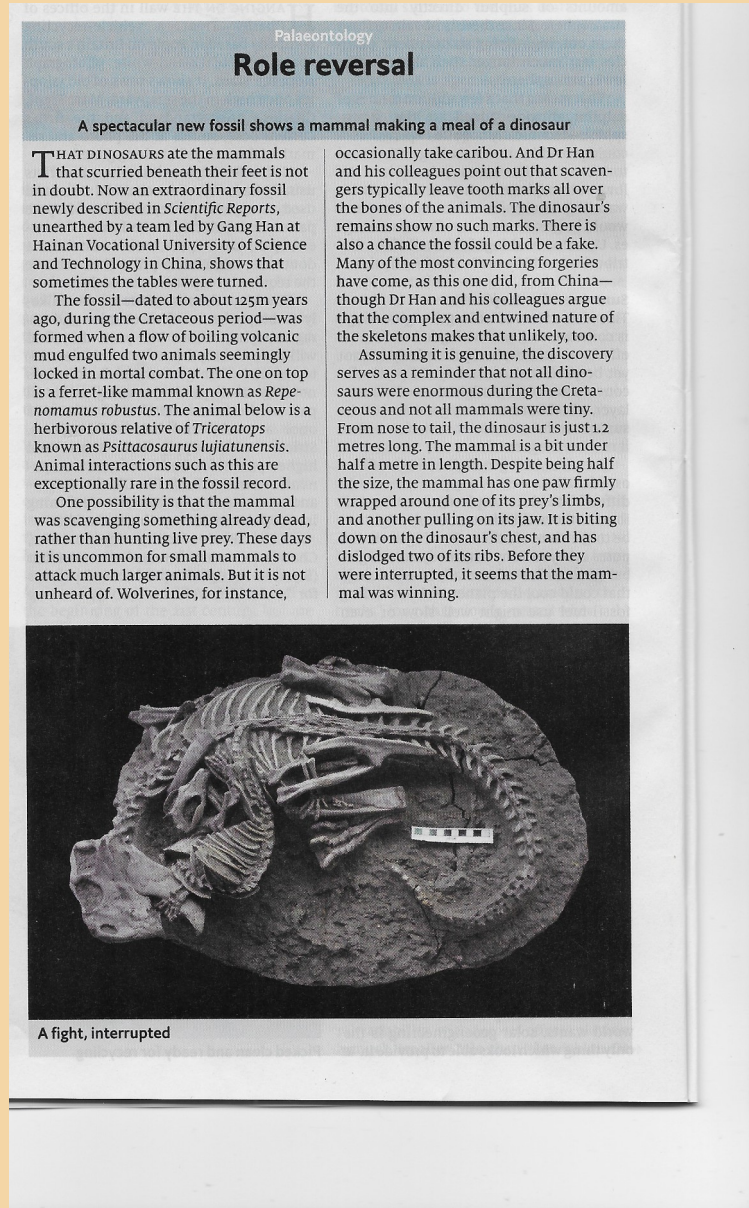 Palaeontology
Role reversal
A spectacular new fossil shows a mammal making a meal of a dinosaur
THAT DINOSAURS ate the mammals
that scurried beneath their feet is not
in doubt. Now an extraordinary fossil
newly described in Scientific Reports,
unearthed by a team led by Gang Han at
Hainan Vocational University of Science
and Technology in China, shows that
sometimes the tables were turned.
The fossil—dated to about 125m years
ago, during the Cretaceous period—was
formed when a flow of boiling volcanic
mud engulfed two animals seemingly
locked in mortal combat. The one on top
is a ferret-like mammal known as Repe-
nomamus robustus. The animal below is a
herbivorous relative of Triceratops
known as Psittacosaurus lujiatunensis.
Animal interactions such as this are
exceptionally rare in the fossil record.
One possibility is that the mammal
was scavenging something already dead,
rather than hunting live prey. These days
it is uncommon for small mammals to
attack much larger animals. But it is not
unheard of. Wolverines, for instance,
occasionally take caribou. And Dr Han
and his colleagues point out that scaven-
gers typically leave tooth marks all over
the bones of the animals. The dinosaur's
remains show no such marks. There is
also a chance the fossil could be a fake.
Many of the most convincing forgeries
have come, as this one did, from China—
though Dr Han and his colleagues argue
that the complex and entwined nature of
the skeletons makes that unlikely, too.
Assuming it is genuine, the discovery
serves as a reminder that not all dino-
saurs were enormous during the Creta-
ceous and not all mammals were tiny.
From nose to tail, the dinosaur is just 1.2
metres long. The mammal is a bit under
half a metre in length. Despite being half
the size, the mammal has one paw firmly
wrapped around one of its prey's limbs,
and another pulling on its jaw. It is biting
down on the dinosaur's chest, and has
dislodged two of its ribs. Before they
were interrupted, it seems that the mam-
mal was winning.
A fight, interrupted